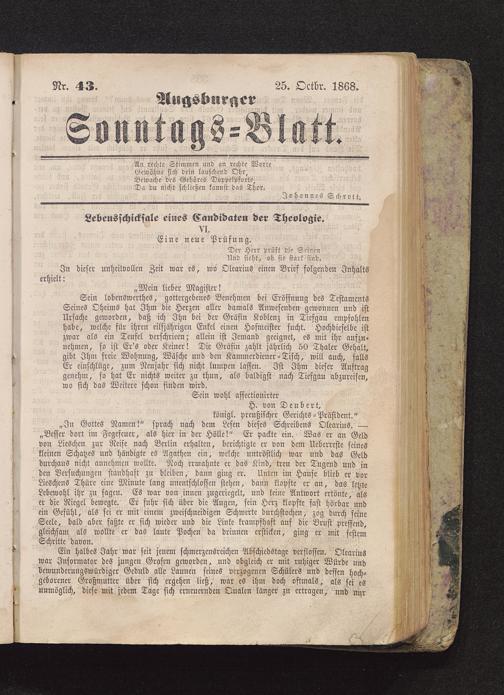 Nr. 43.
25. Octbr. 1868.
Augsburger
Sonntags=Blatt.
An rechte Stimmen und an rechte Worte
Gewöhne sich dein lauschend Ohr,
Bewache des Gehöres Doppelpforte,
Da du nicht schließen kannst das Thor.
Johannes Schrott.
Lebensschicksale eines Candidaten der Theologie.
VI.
Eine neue Prüfung.
Der Herr prüft die Seinen
Und sieht, ob sie stark sind.
In dieser unheilvollen Zeit war es, wo Olearius einen Brief folgenden Inhalts
erhielt:
„Mein lieber Magister!
Sein lobenswerthes, gottergebenes Benehmen bei Eröffnung des Testaments
Seines Oheims hat Ihm die Herzen aller damals Anwesenden gewonnen und ist
Ursache geworden, daß ich Ihn bei der Gräfin Koblenz in Tiefgau empfohlen
habe, welche für ihren eilfjährigen Enkel einen Hofmeister sucht. Hochdieselbe ist
zwar als ein Teufel verschrieen; allein ist Jemand geeignet, es mit ihr aufzu-
nehmen, so ist Er's oder Keiner! Die Gräfin zahlt jährlich 50 Thaler Gehalt,
gibt Ihm freie Wohnung, Wäsche und den Kammerdiener-Tisch, will auch, falls
Er einschlüge, zum Neujahr sich nicht lumpen lassen. Ist Ihm dieser Auftrag
genehm, so hat Er nichts weiter zu thun, als baldigst nach Tiefgau abzureisen,
wo sich das Weitere schon finden wird.
Sein wohl affectionirter
H. von Deubert,
königl. preußischer Gerichts-Präsident."
„In Gottes Namen!" sprach nach dem Lesen dieses Schreibens Olearius, —
„Besser dort im Fegefeuer, als hier in der Hölle!" Er packte ein. Was er an Geld
von Lieschen zur Reise nach Berlin erhalten, berichtigte er von dem Ueberreste seines
kleinen Schatzes und händigte es Agathen ein, welche untröstlich war und das Geld
durchaus nicht annehmen wollte. Noch ermahnte er das Kind, treu der Tugend und in
den Versuchungen standhaft zu bleiben, dann ging er. Unten im Hause blieb er vor
Lieschens Thüre eine Minute lang unentschlossen stehen, dann klopfte er an, das letzte
Lebewohl ihr zu sagen. Es war von innen zugeriegelt, und keine Antwort ertönte, als
er die Riegel bewegte. Er fuhr sich über die Augen, sein Herz klopfte fast hörbar und
ein Gefühl, als sei er mit einem zweischneidigen Schwerte durchstochen, zog durch seine
Seele, bald aber faßte er sich wieder und die Linke krampfhaft auf die Brust pressend,
gleichsam als wollte er das laute Pochen da drinnen ersticken, ging er mit festem
Schritte davon.
Ein halbes Jahr war seit jenem schmerzensreichen Abschiedstage verflossen. Olearius
war Informator des jungen Grafen geworden, und obgleich er mit ruhiger Würde und
bewunderungswürdiger Geduld alle Launen seines verzogenen Schülers und dessen hoch-
geborener Großmutter über sich ergehen ließ, war es ihm doch oftmals, als sei es
unmöglich, diese mit jedem Tage sich erneuernden Qualen länger zu ertragen, und nur